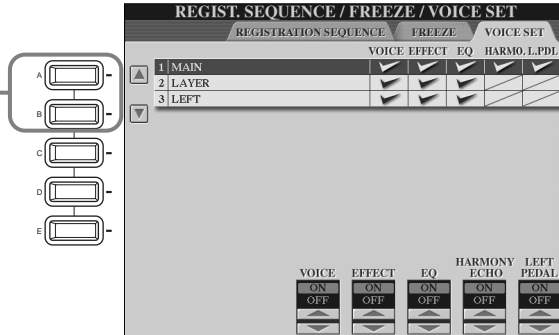 REGIST. SEQUENCE / FREEZE / VOICE SET
REGISTRATION SEQUENCE FREEZE VOICE SET
VOICE EFFECT EQ HARMO. L.PDL
A
1 MAIN
2 LAYER
B
3 LEFT
C
D
E
VOICE EFFECT EQ HARMONY ECHO LEFT PEDAL
ON ON ON ON ON
OFF OFF OFF OFF OFF